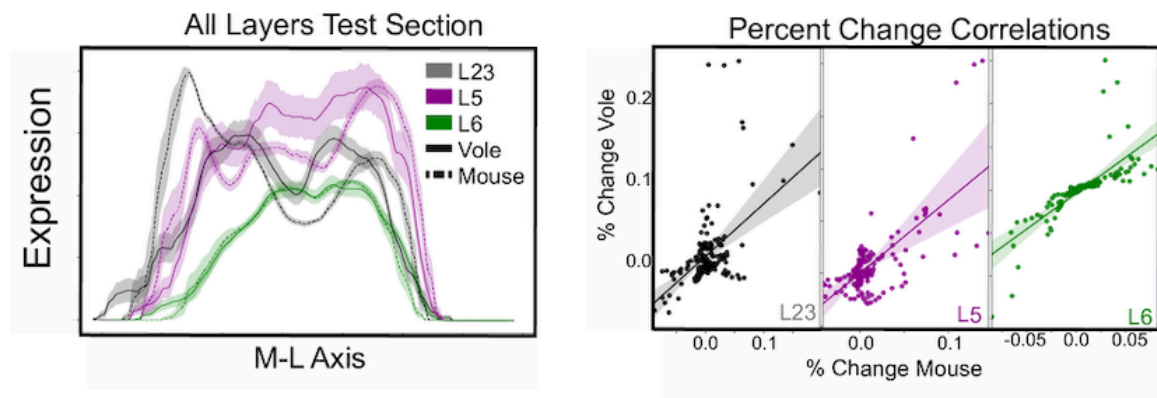 All Layers Test Section
Expression
L23
L5
L6
Vole
Mouse
M-L Axis
Percent Change Correlations
% Change Vole
0.2
0.1
0.0
L23
L5
L6
0.0 0.1 0.0 0.1 -0.05 0.0 0.05
% Change Mouse